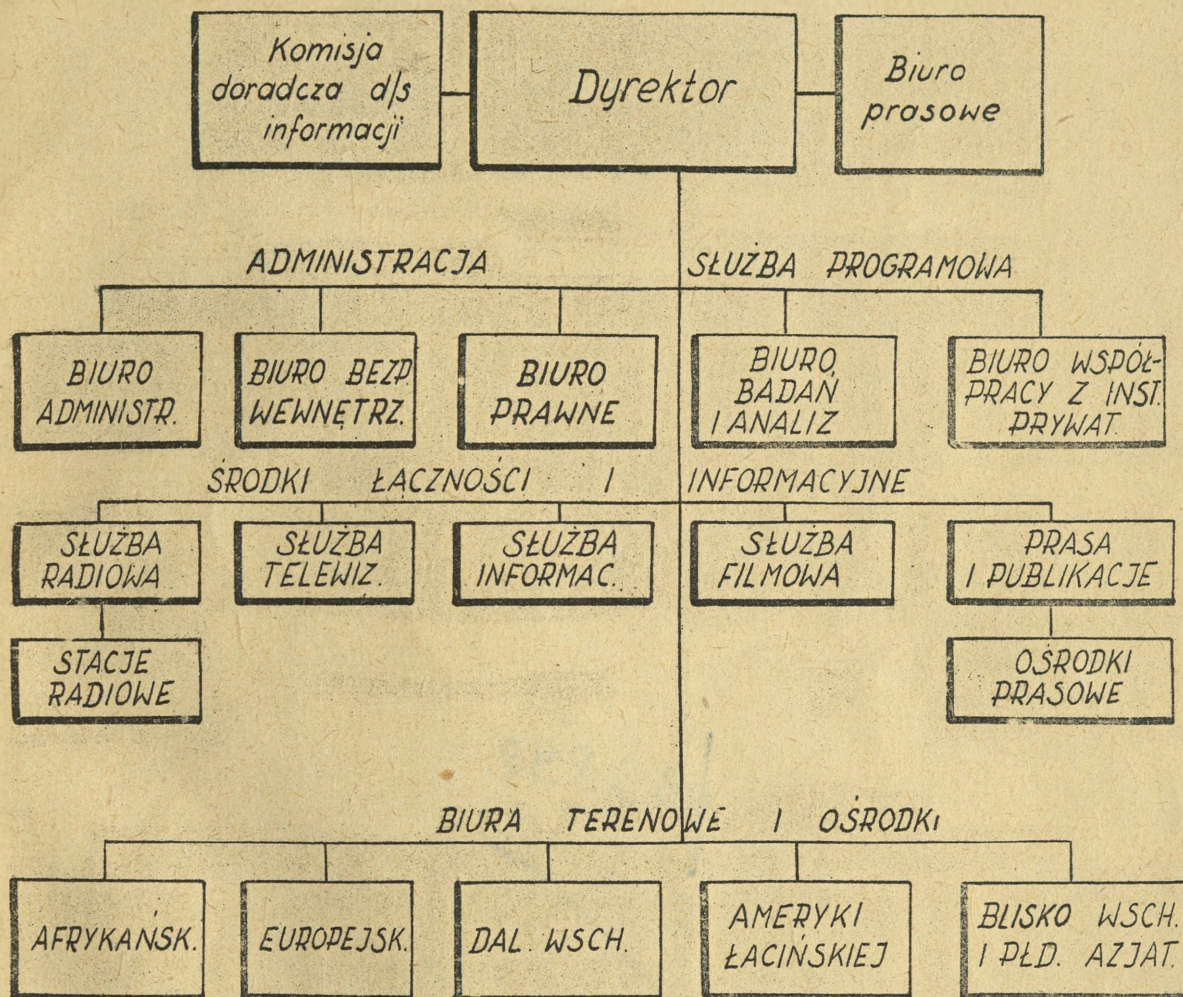 Komisja
doradcza d/s
informacji
Dyrektor
Biuro
prasowe
ADMINISTRACJA
SŁUŻBA PROGRAMOWA
BIURO
ADMINISTR.
BIURO BEZP.
WEWNĘTRZ.
BIURO
PRAWNE
BIURO
BADAŃ
I ANALIZ
BIURO WSPÓŁ-
PRACY Z INST.
PRYWAT.
ŚRODKI ŁĄCZNOŚCI I INFORMACYJNE
SŁUŻBA
RADIOWA
SŁUŻBA
TELEWIZ.
SŁUŻBA
INFORMAC.
SŁUŻBA
FILMOWA
PRASA
I PUBLIKACJE
STACJE
RADIOWE
OŚRODKI
PRASOWE
BIURA TERENOWE I OŚRODKI
AFRYKAŃSK.
EUROPEJSK.
DAL. WSCH.
AMERYKI
ŁACIŃSKIEJ
BLISKO WSCH.
I PŁD. AZJAT.